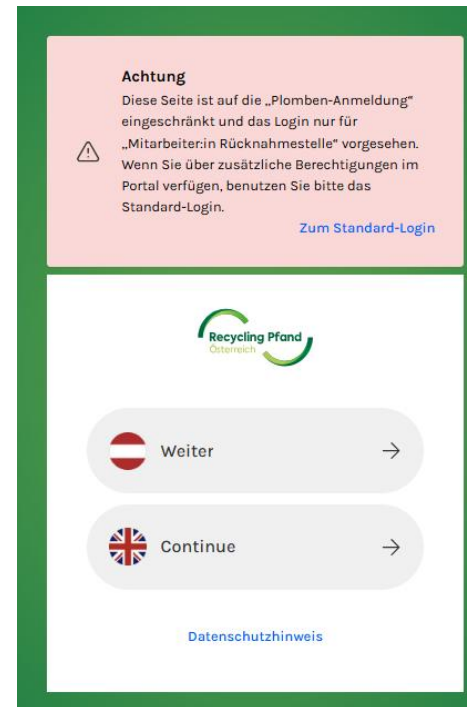 Achtung
Diese Seite ist auf die „Plomben-Anmeldung“
eingeschränkt und das Login nur für
„Mitarbeiter:in Rücknahmestelle“ vorgesehen.
Wenn Sie über zusätzliche Berechtigungen im
Portal verfügen, benutzen Sie bitte das
Standard-Login.
Zum Standard-Login
Recycling Pfand
Österreich
Weiter
Continue
Datenschutzhinweis